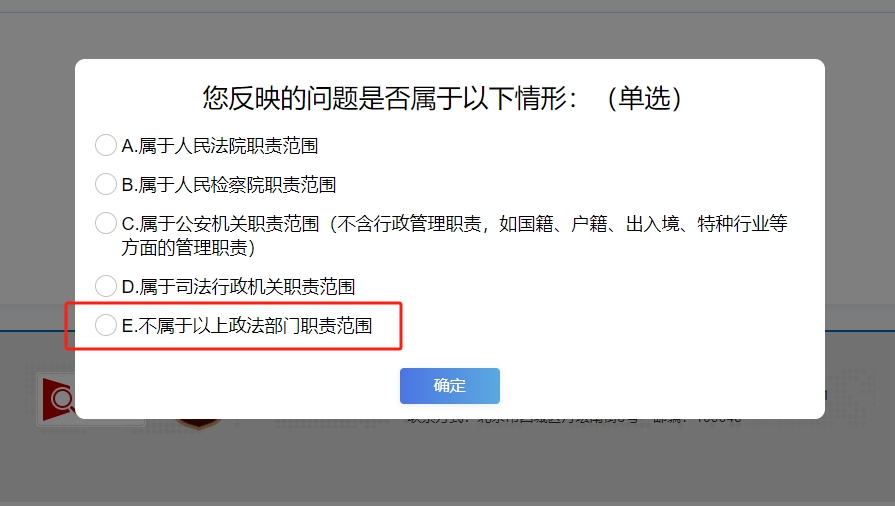 您反映的问题是否属于以下情形：（单选）
A.属于人民法院职责范围
B.属于人民检察院职责范围
C.属于公安机关职责范围（不含行政管理职责，如国籍、户籍、出入境、特种行业等
方面的管理职责）
D.属于司法行政机关职责范围
E.不属于以上政法部门职责范围
确定